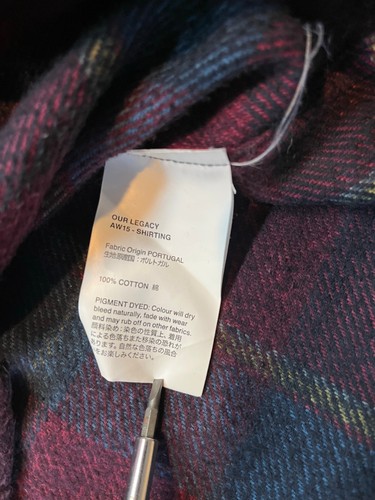 OUR LEGACY
AW15 - SHIRTING
Fabric Origin PORTUGAL
生地原産国：ポルトガル
100% COTTON 綿
PIGMENT DYED: Colour will dry
bleed naturally, fade with wear
and may rub off on other fabrics.
顔料染め：染色の性質上、着用
による色落ちまた移染の恐れが
あります。自然な色落ちの風合
をお楽しみください。